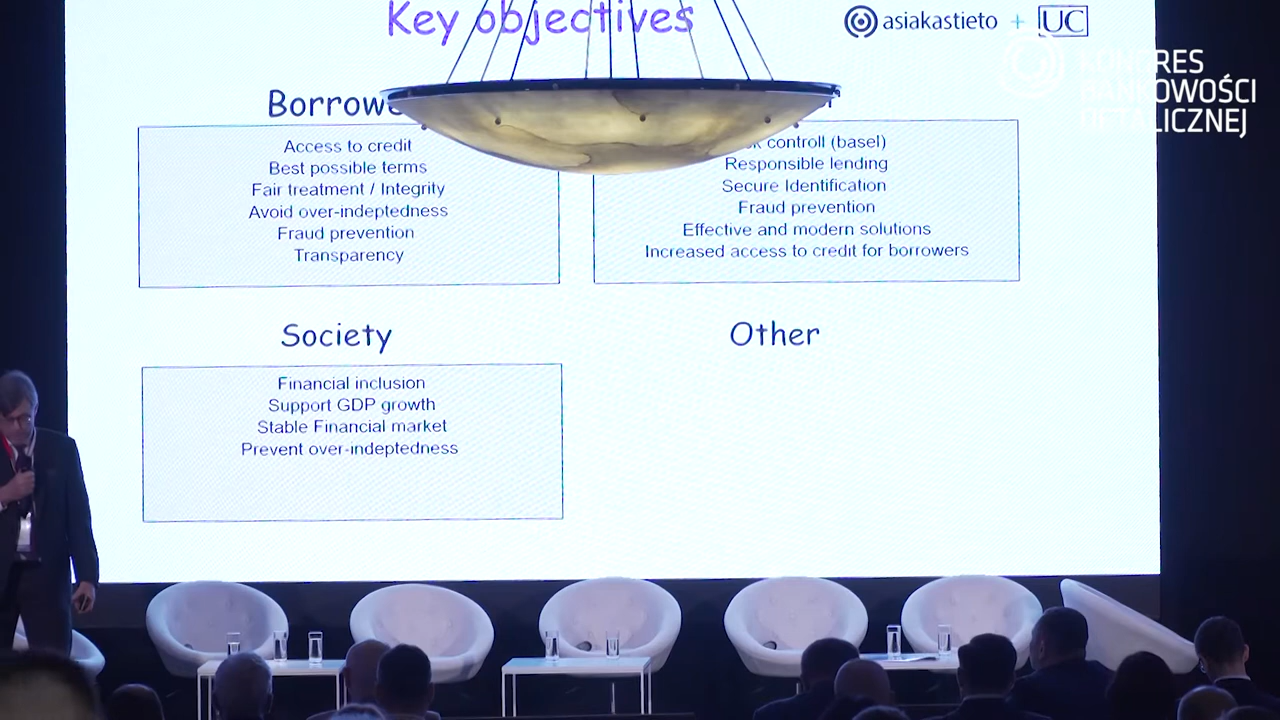 Key objectives
asiakastieto + UC
KONGRES
BANKOWOŚCI
DETALICZNEJ
Access to credit
Best possible terms
Fair treatment / Integrity
Avoid over-indeptedness
Fraud prevention
Transparency
controll (basel)
Responsible lending
Secure Identification
Fraud prevention
Effective and modern solutions
Increased access to credit for borrowers
Society
Financial inclusion
Support GDP growth
Stable Financial market
Prevent over-indeptedness
Other